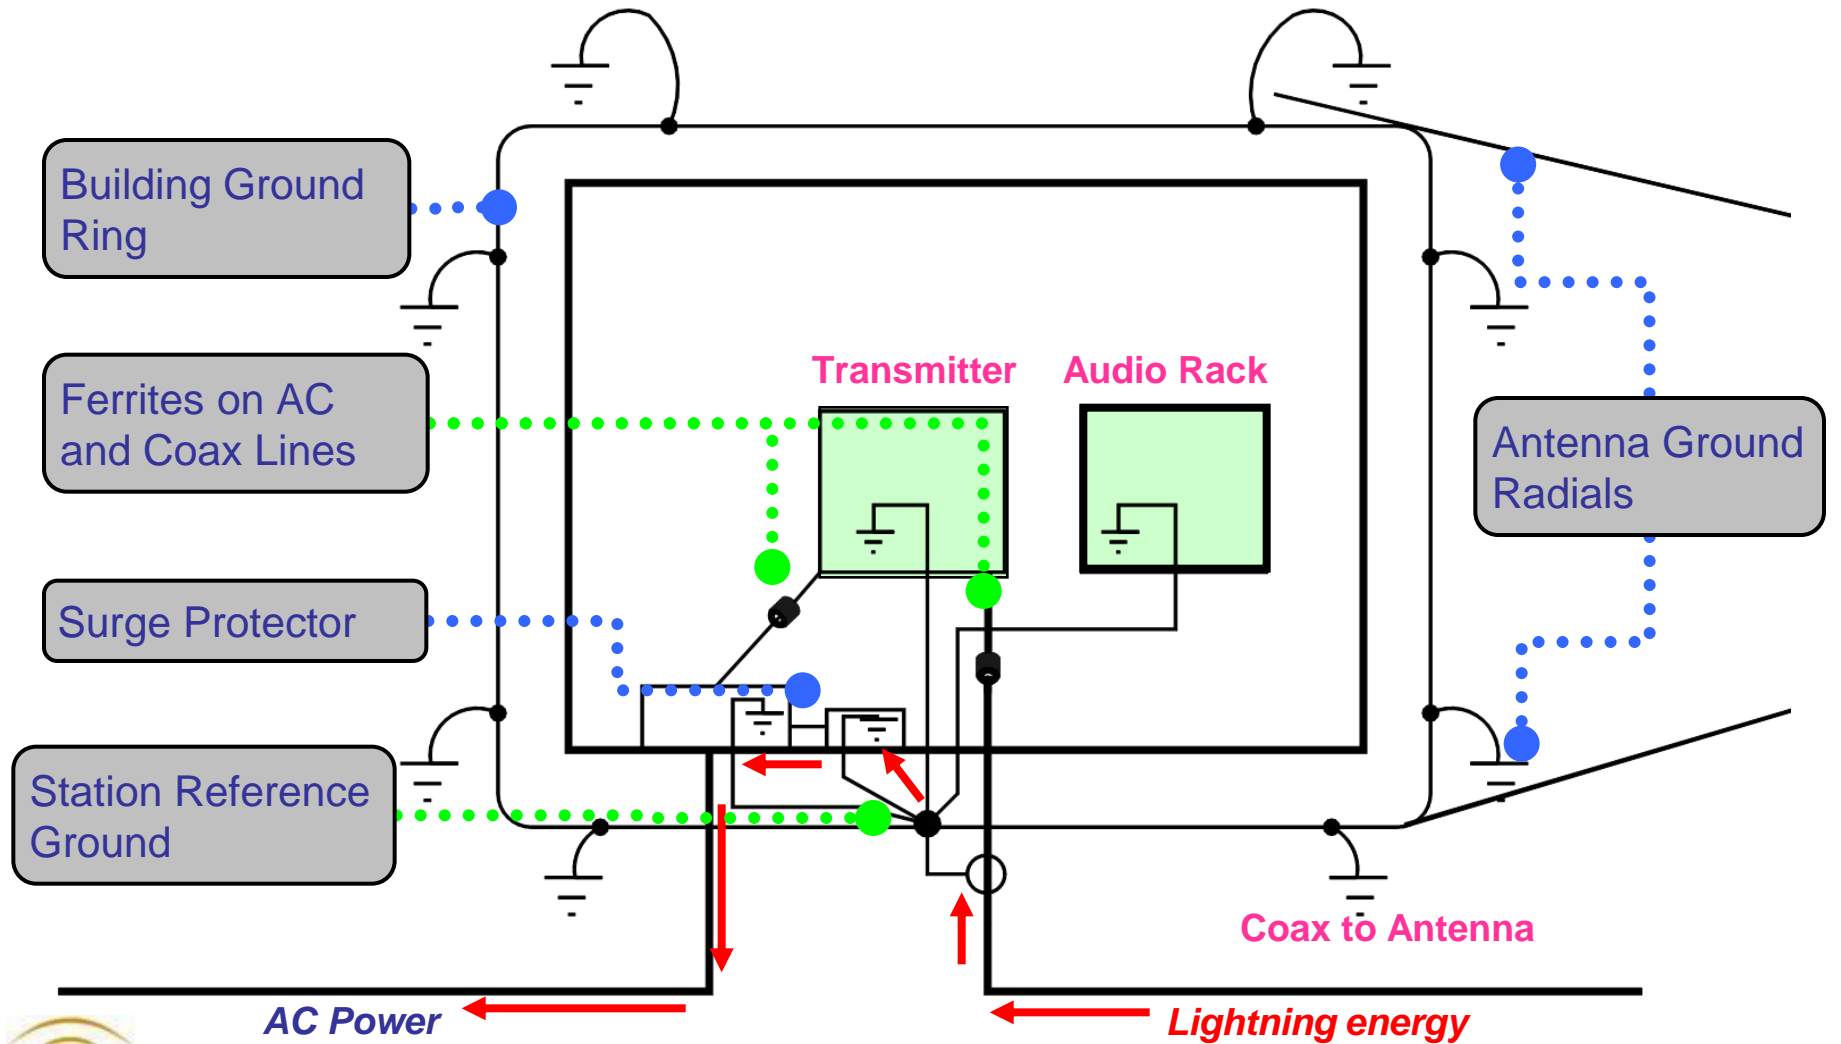 Building Ground
Ring
Ferrites on AC
and Coax Lines
Transmitter
Audio Rack
Antenna Ground
Radials
Surge Protector
Station Reference
Ground
Coax to Antenna
AC Power
Lightning energy